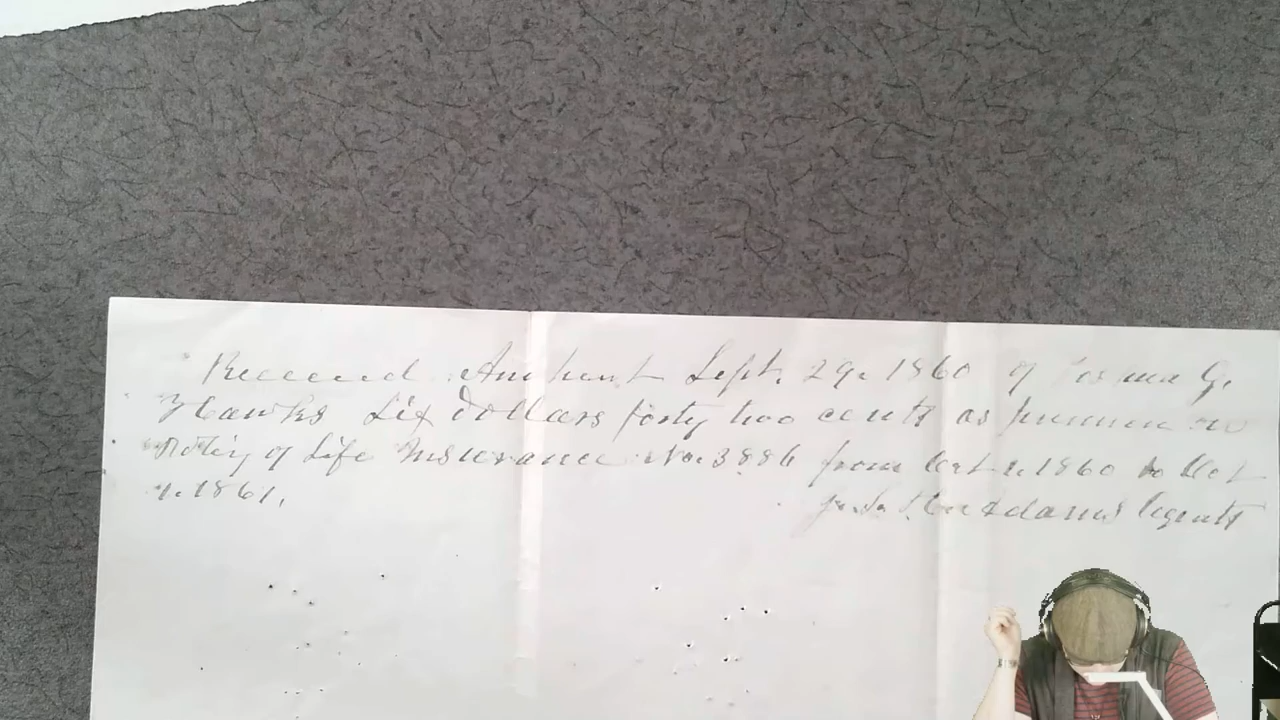 Received Amherst Sept. 29. 1860 of G.
Hawks Six dollars forty two cents as premium on
Policy of Life Insurance No. 3886 from Oct 1. 1860 to Oct
1. 1861.
Adams Agents